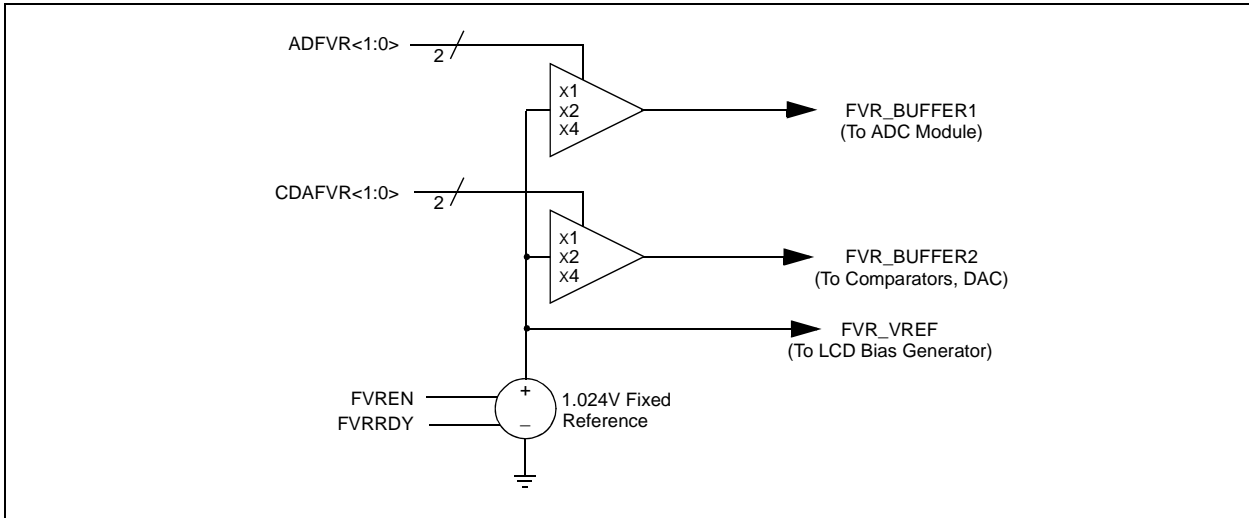 ADFVR<1:0>
2
X1
X2
X4
FVR_BUFFER1
(To ADC Module)
CDAFVR<1:0>
2
X1
X2
X4
FVR_BUFFER2
(To Comparators, DAC)
FVR_VREF
(To LCD Bias Generator)
FVREN
FVRRDY
+
_
1.024V Fixed
Reference